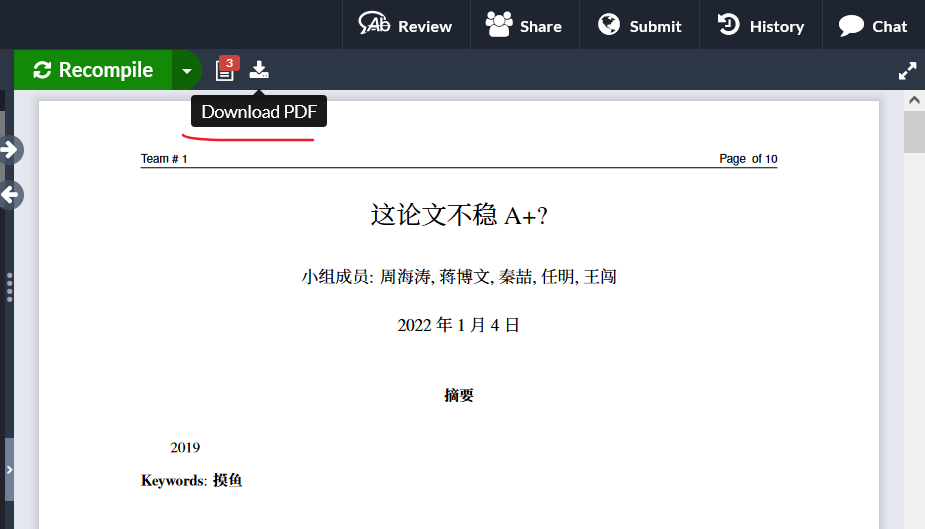 Review Share Submit History Chat
Recompile 3
Download PDF
Team # 1 Page of 10
这论文不稳 A+?
小组成员: 周海涛, 蒋博文, 秦喆, 任明, 王闯
2022 年 1 月 4 日
摘要
2019
Keywords: 摸鱼